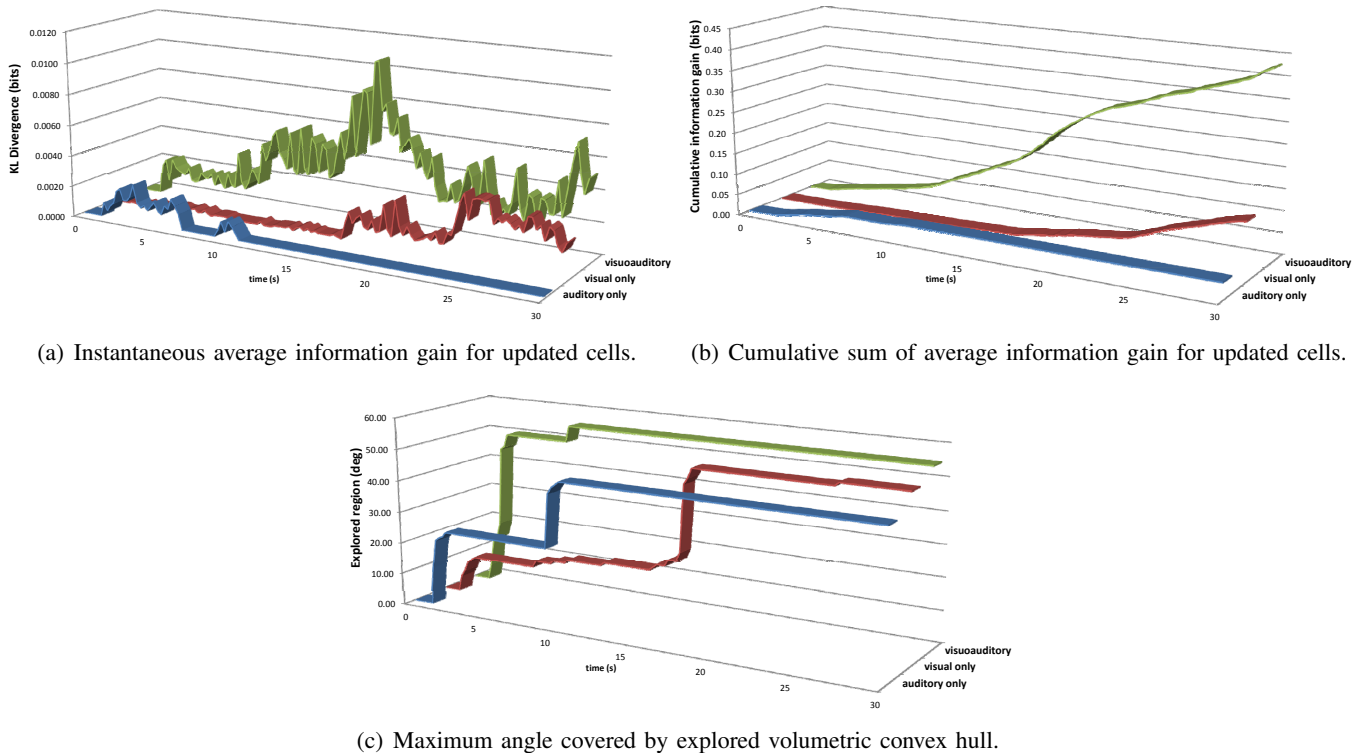 0.0120
0.0100
0.0080
0.0060
0.0040
0.0020
0.0000
KL Divergence (bits)
0
5
10
15
20
25
30
time (s)
visuoauditory
visual only
auditory only
(a) Instantaneous average information gain for updated cells.
0.45
0.40
0.35
0.30
0.25
0.20
0.15
0.10
0.05
0.00
Cumulative information gain (bits)
0
5
10
15
20
25
30
time (s)
visuoauditory
visual only
auditory only
(b) Cumulative sum of average information gain for updated cells.
60.00
50.00
40.00
30.00
20.00
10.00
0.00
Explored region (deg)
0
5
10
15
20
25
30
time (s)
visuoauditory
visual only
auditory only
(c) Maximum angle covered by explored volumetric convex hull.